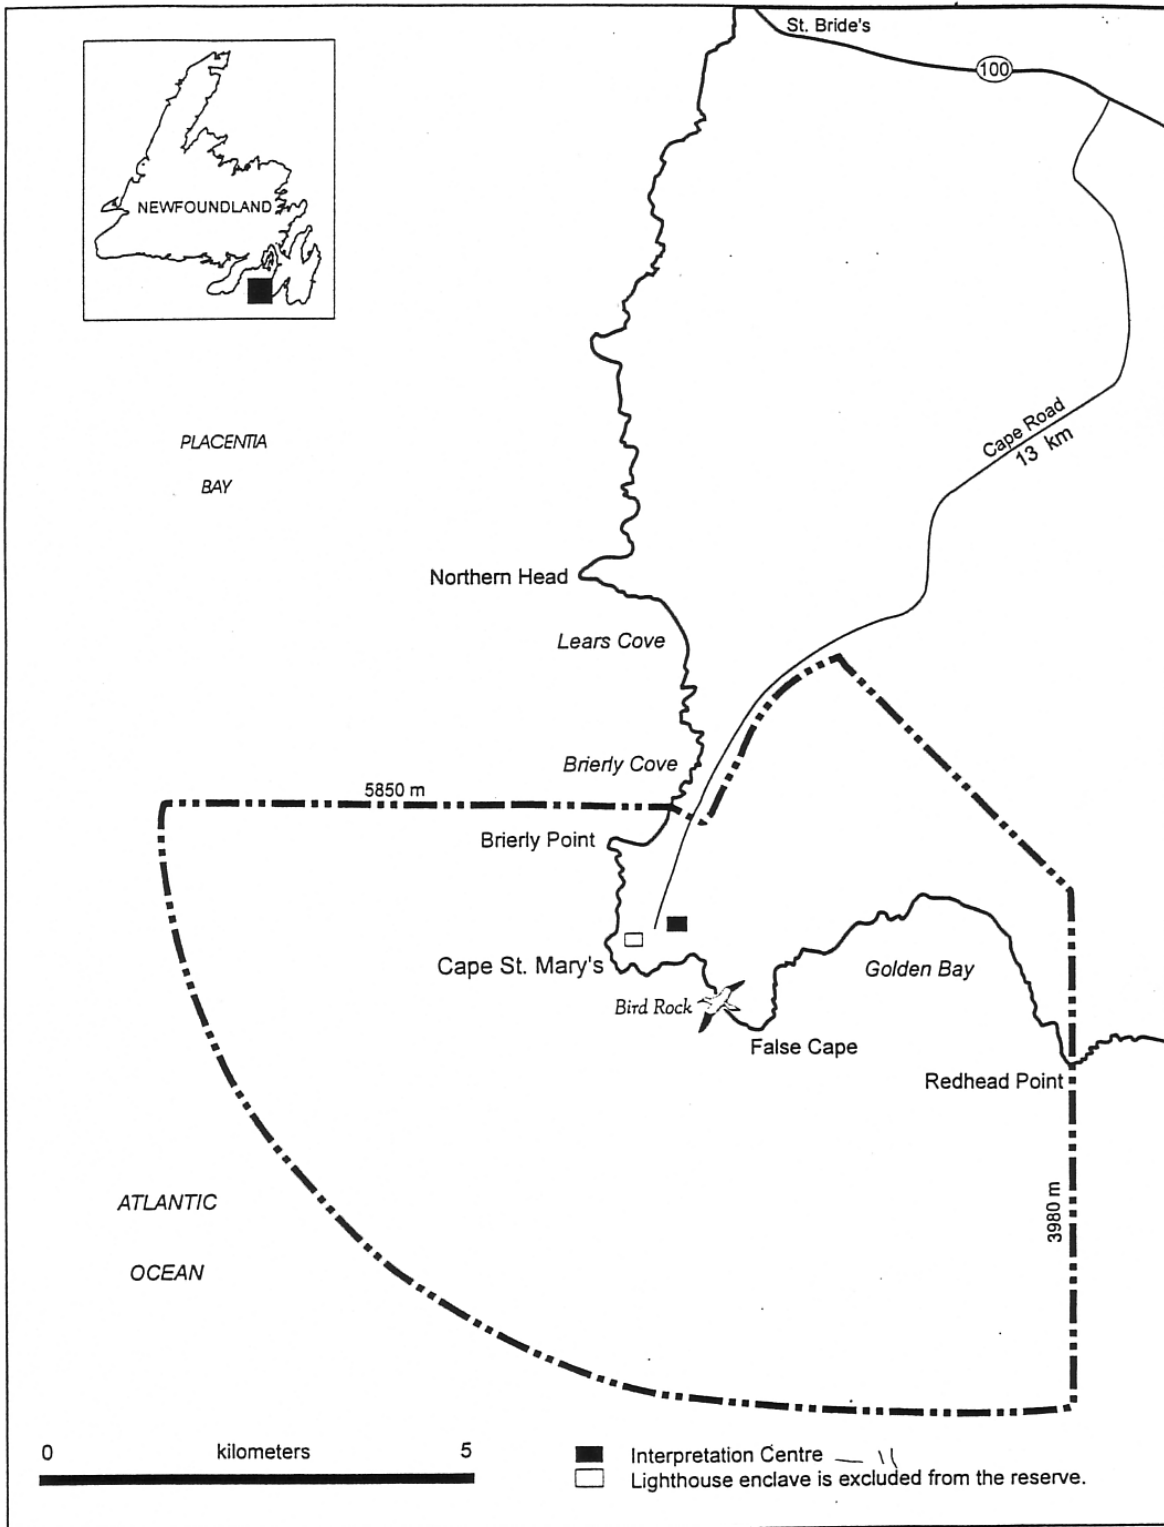 St. Bride's
100
NEWFOUNDLAND
Cape Road
13 km
PLACENTIA
BAY
Northern Head
Lears Cove
Brierly Cove
5850 m
Brierly Point
Cape St. Mary's
Golden Bay
Bird Rock
False Cape
Redhead Point
3980 m
ATLANTIC
OCEAN
0 kilometers 5
Interpretation Centre
Lighthouse enclave is excluded from the reserve.